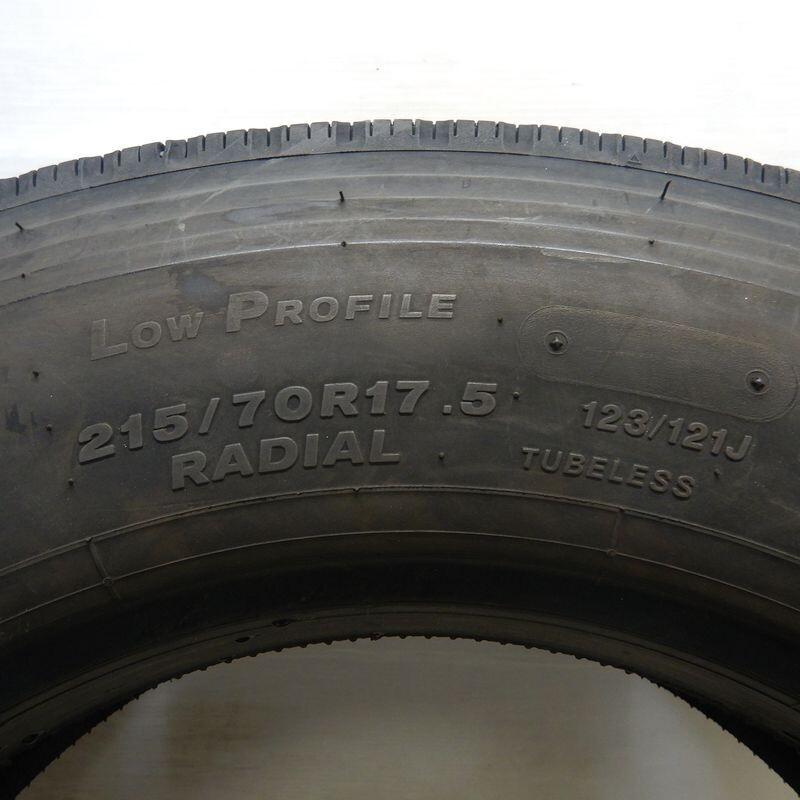 LOW PROFILE
215/70R17.5
RADIAL
123/121J
TUBELESS